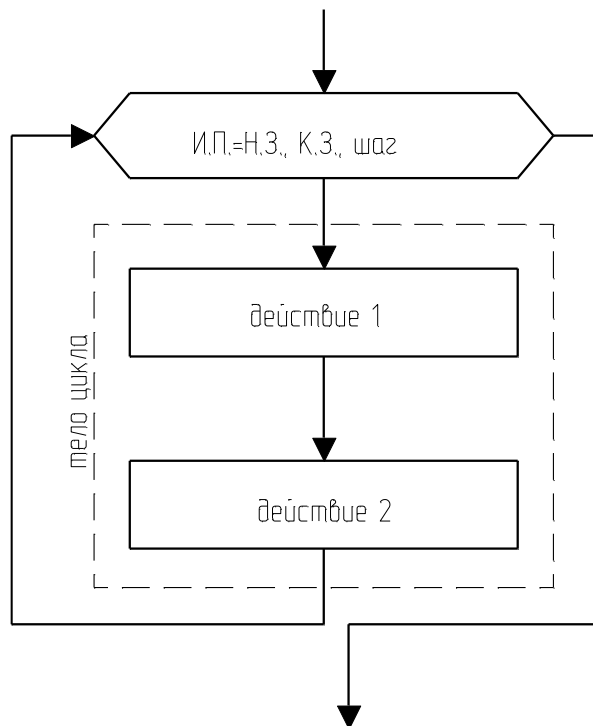 И.П.=Н.З., К.З., шаг
действие 1
тело цикла
действие 2